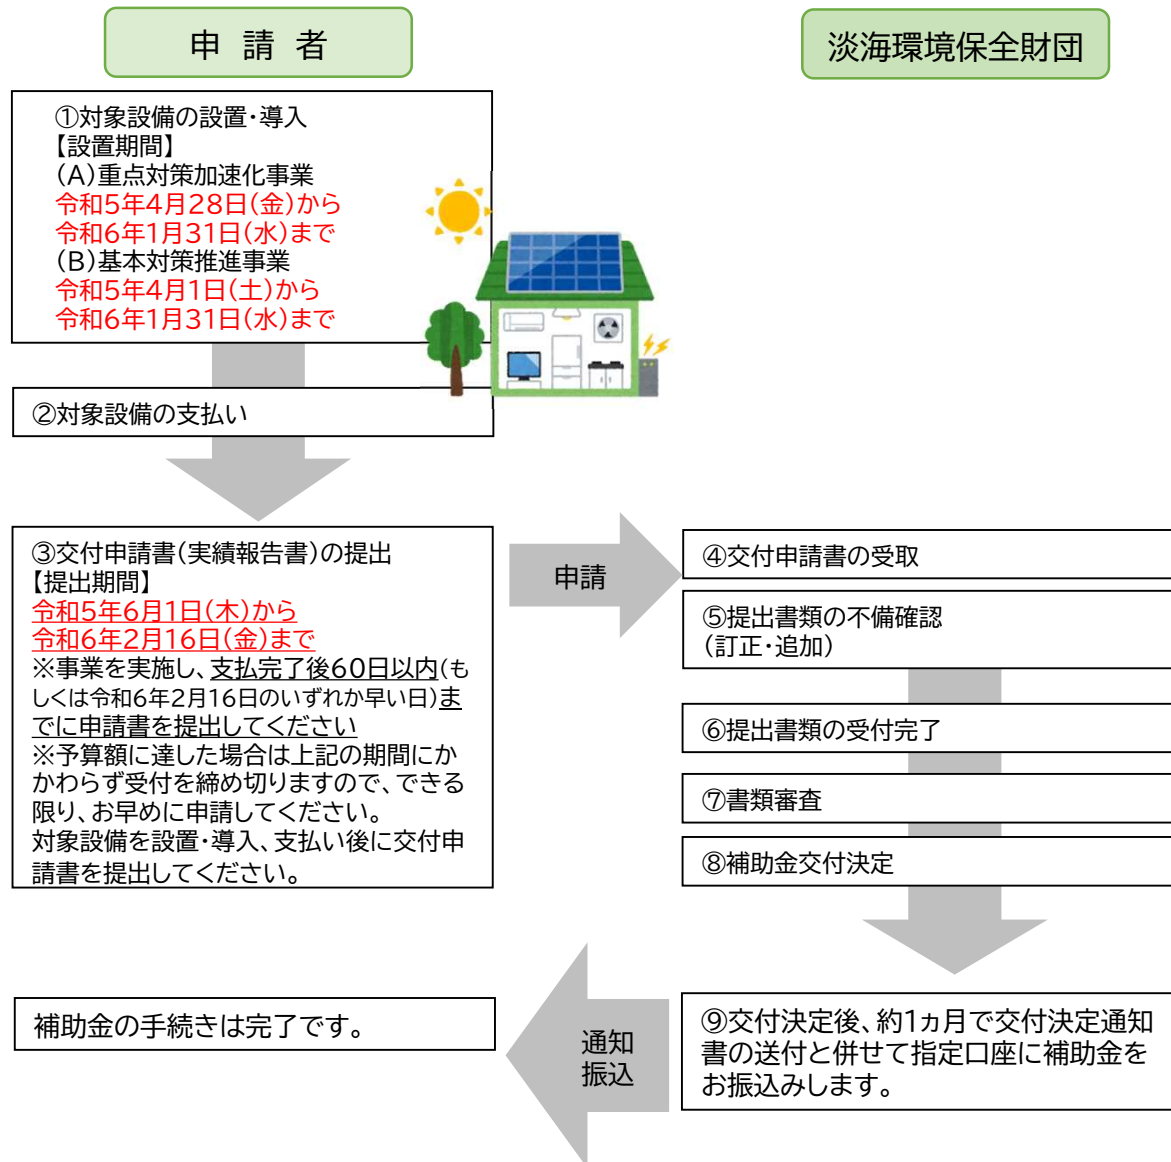 申 請 者
淡海環境保全財団
①対象設備の設置・導入
【設置期間】
(A)重点対策加速化事業
令和5年4月28日(金)から
令和6年1月31日(水)まで
(B)基本対策推進事業
令和5年4月1日(土)から
令和6年1月31日(水)まで
②対象設備の支払い
③交付申請書(実績報告書)の提出
【提出期間】
令和5年6月1日(木)から
令和6年2月16日(金)まで
※事業を実施し、支払完了後60日以内(も
しくは令和6年2月16日のいずれか早い日)ま
でに申請書を提出してください
※予算額に達した場合は上記の期間にか
かわらず受付を締め切りますので、できる
限り、お早めに申請してください。
対象設備を設置・導入、支払い後に交付申
請書を提出してください。
申請
④交付申請書の受取
⑤提出書類の不備確認
(訂正・追加)
⑥提出書類の受付完了
⑦書類審査
⑧補助金交付決定
⑨交付決定後、約1ヵ月で交付決定通知
書の送付と併せて指定口座に補助金を
お振込みします。
通知
振込
補助金の手続きは完了です。